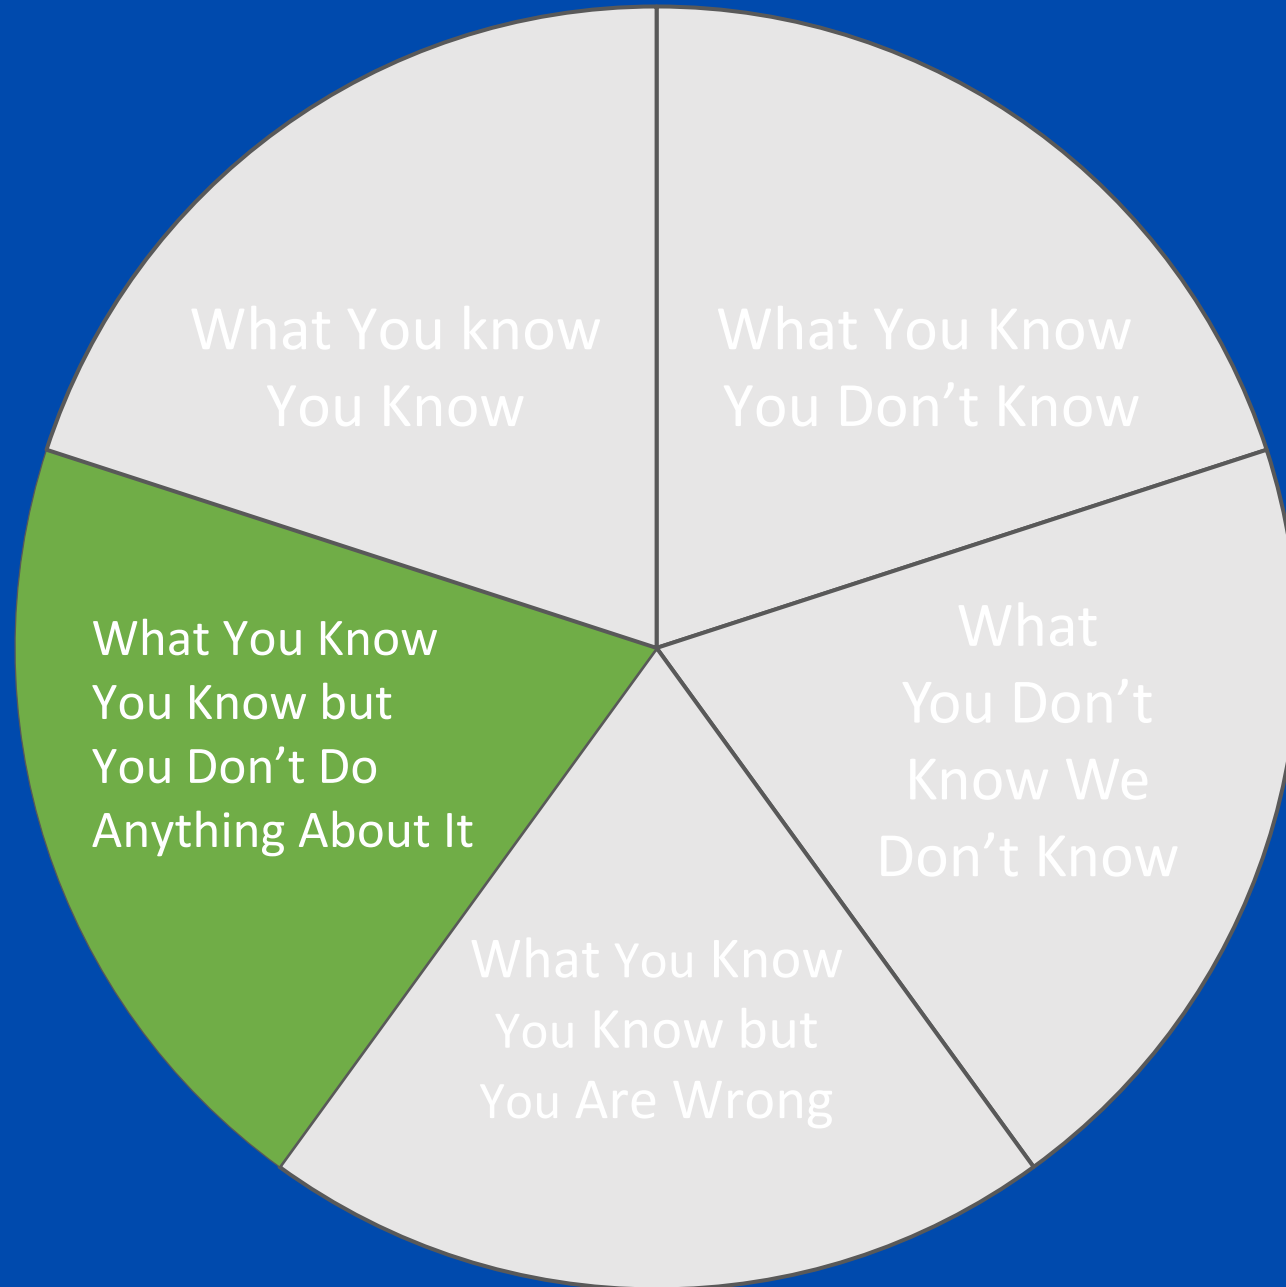 What You know
You Know
What You Know
You Don’t Know
What
You Don’t
Know We
Don’t Know
What You Know
You Know but
You Are Wrong
What You Know
You Know but
You Don’t Do
Anything About It